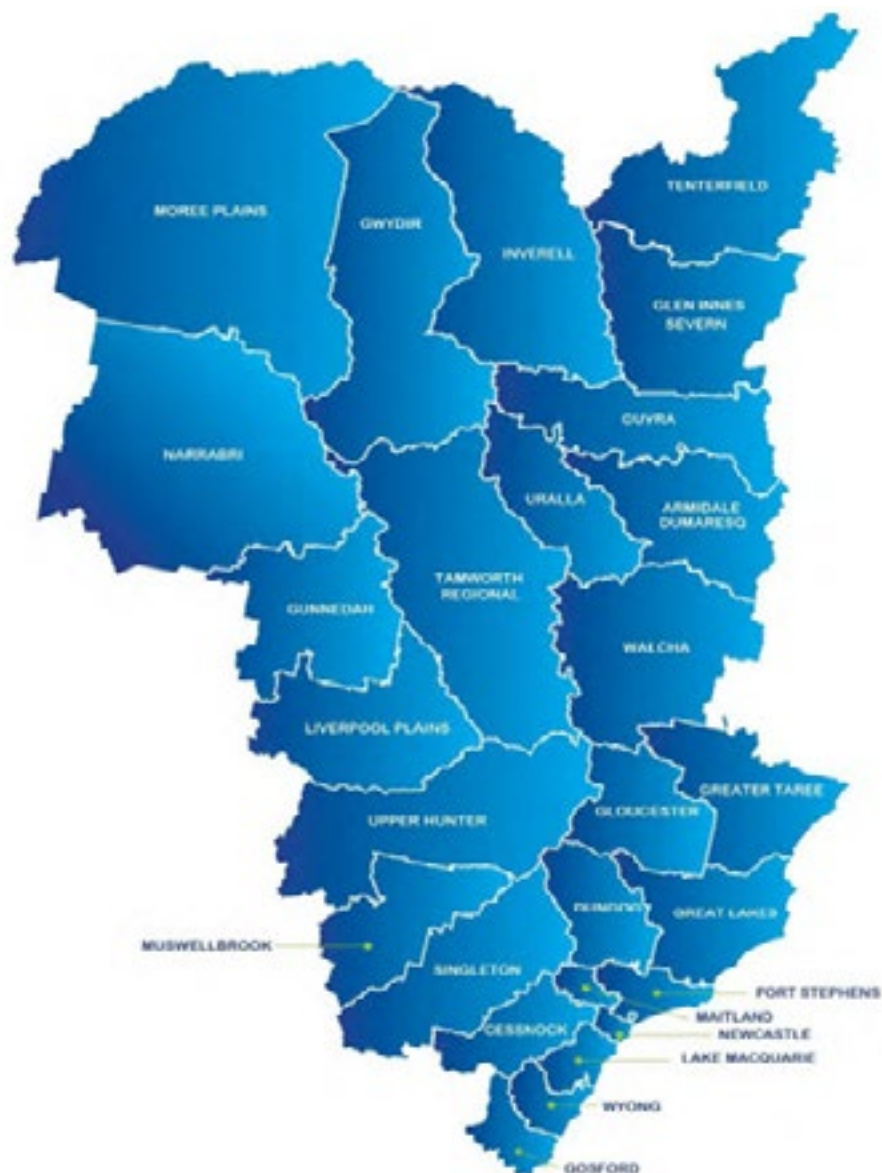 TENTERFIELD
MOREE PLAINS
GWYDIR
INVERELL
GLEN INNES
SEVERN
GUYRA
NARRABRI
URALLA
ARMIDALE
DUMARESQ
TAMWORTH
REGIONAL
GUNNEDAH
WALCHA
LIVERPOOL PLAINS
GREATER TAREE
GLOUCESTER
UPPER HUNTER
DUNGOG
GREAT LAKES
MUSWELLBROOK
SINGLETON
PORT STEPHENS
MAITLAND
CESSNOCK
NEWCASTLE
LAKE MACQUARIE
WYONG
GOSFORD